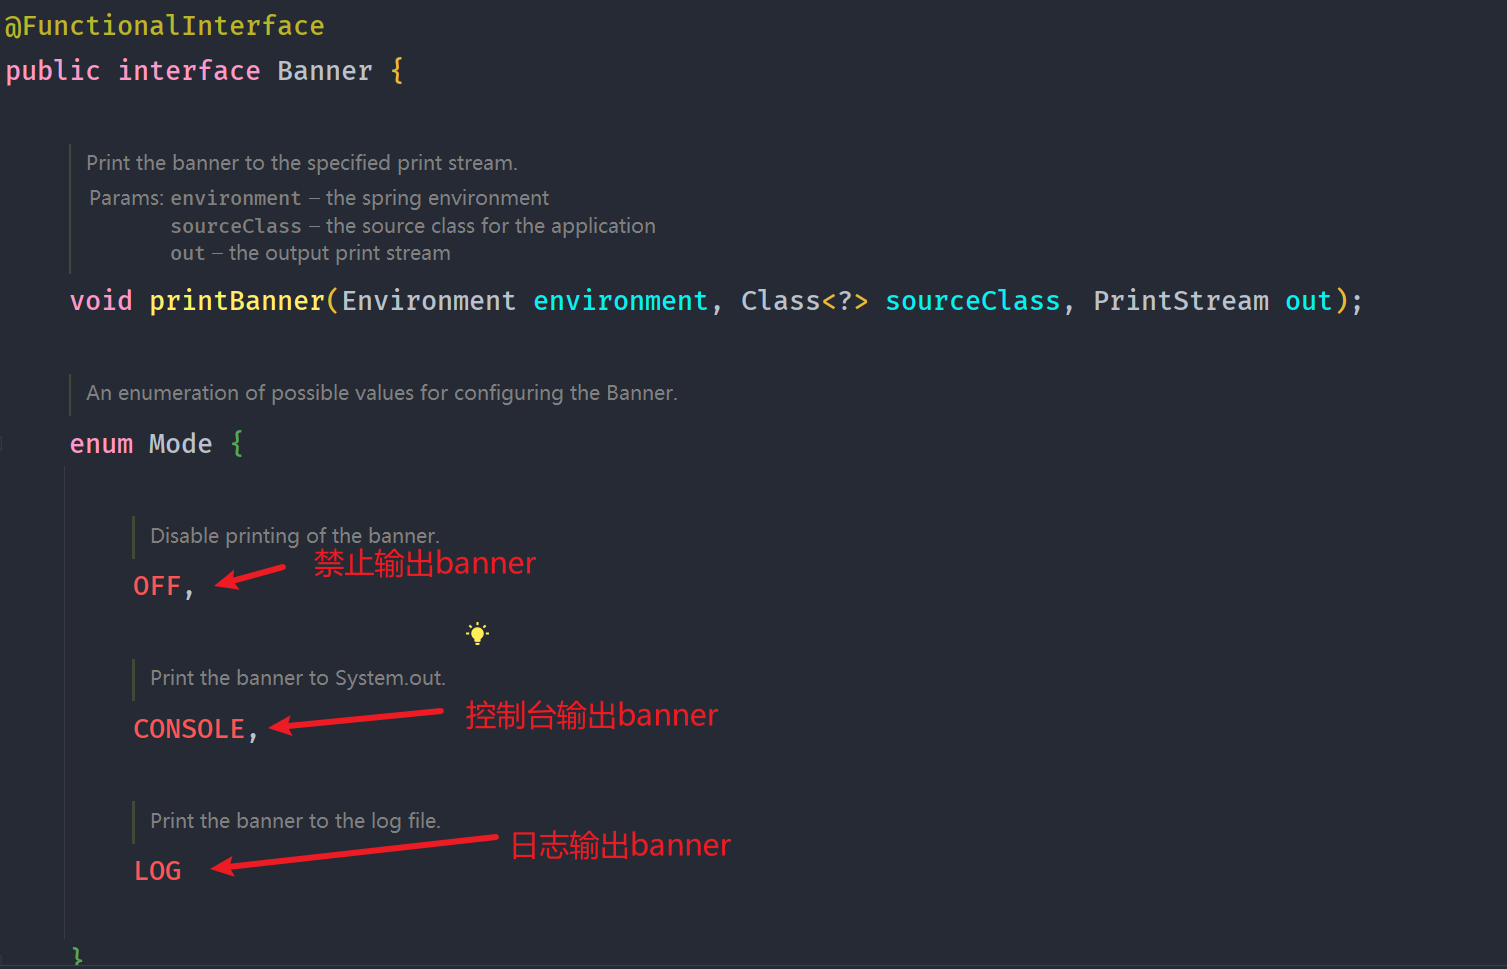 @FunctionalInterface
public interface Banner {
Print the banner to the specified print stream.
Params: environment – the spring environment
sourceClass – the source class for the application
out – the output print stream
void printBanner(Environment environment, Class<?> sourceClass, PrintStream out);
An enumeration of possible values for configuring the Banner.
enum Mode {
Disable printing of the banner.
禁止输出banner
OFF,
Print the banner to System.out.
控制台输出banner
CONSOLE,
Print the banner to the log file.
日志输出banner
LOG
}